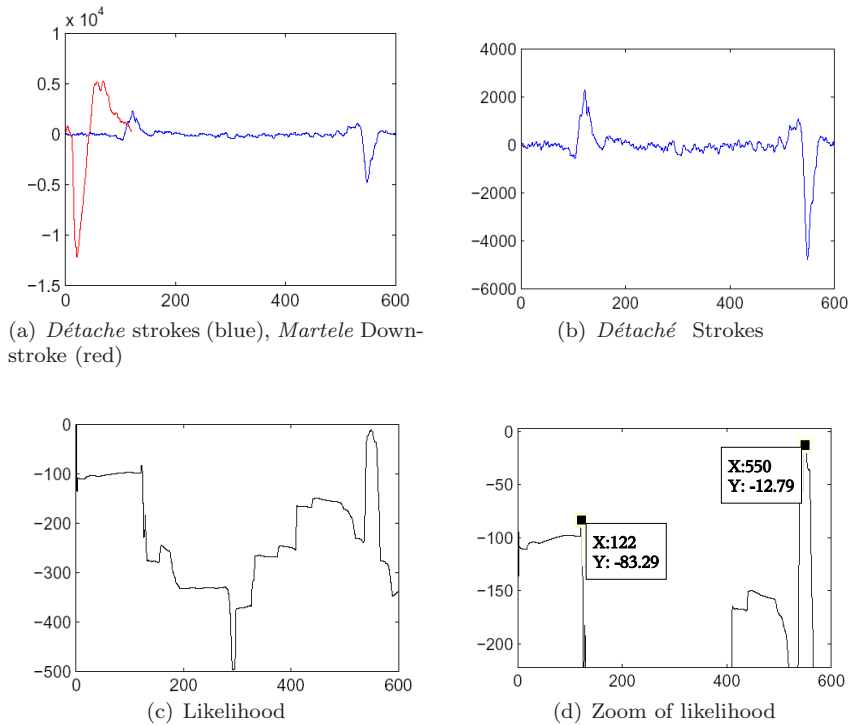 1 x 10^4
1
0.5
0
−0.5
−1
−1.5
0 200 400 600
4000
2000
0
−2000
−4000
−6000
0 200 400 600
(a) Détache strokes (blue), Martele Down-
stroke (red)
(b) Détaché Strokes
0
−100
−200
−300
−400
−500
0 200 400 600
0
−50
−100
−150
−200
0 200 400 600
X:550
Y: -12.79
X:122
Y: -83.29
(c) Likelihood
(d) Zoom of likelihood